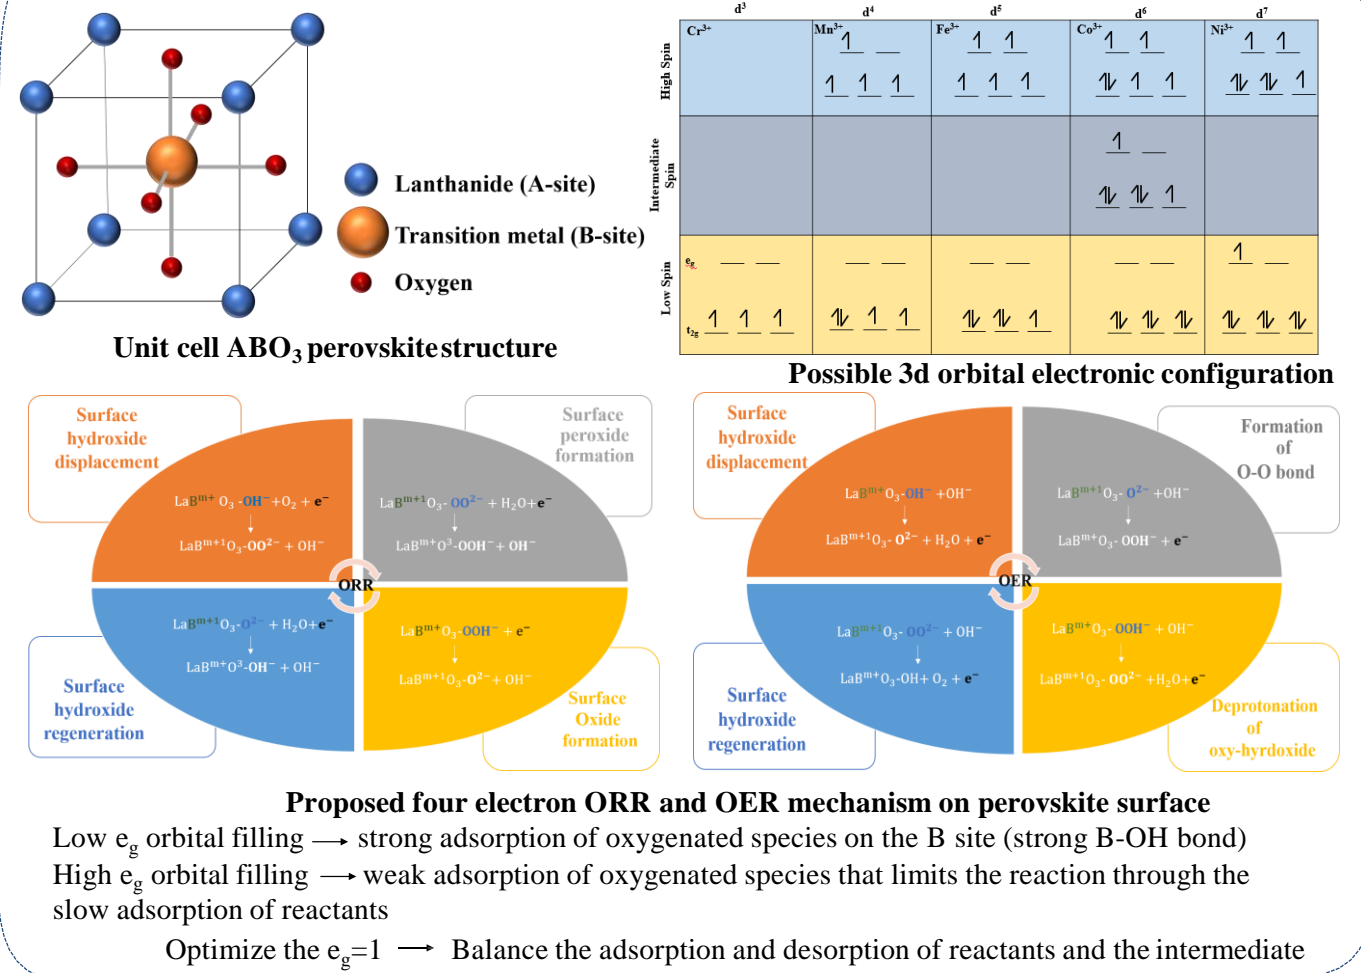 Lanthanide (A-site)
Transition metal (B-site)
Oxygen
Unit cell ABO₃ perovskite structure
d³ d⁴ d⁵ d⁶ d⁷
High Spin
Cr³⁺ Mn³⁺ Fe³⁺ Co³⁺ Ni³⁺
Intermediate
Spin
Low Spin
e_g
t₂g
Possible 3d orbital electronic configuration
Surface
hydroxide
displacement
LaBᵐ⁺ O₃ -OH⁻ +O₂ + e⁻
LaBᵐ⁺¹O₃-OO²⁻ + OH⁻
Surface
peroxide
formation
LaBᵐ⁺¹O₃- OO²⁻ + H₂O+e⁻
LaBᵐ⁺O³-OOH⁻ + OH⁻
ORR
Surface
hydroxide
regeneration
LaBᵐ⁺¹O₃-O²⁻ + H₂O+e⁻
LaBᵐ⁺O³-OH⁻ + OH⁻
LaBᵐ⁺O₃-OOH⁻ + e⁻
LaBᵐ⁺¹O₃-O²⁻ + OH⁻
Surface
Oxide
formation
Surface
hydroxide
displacement
LaBᵐ⁺O₃-OH⁻ +OH⁻
LaBᵐ⁺¹O₃- O²⁻ + H₂O + e⁻
Formation
of
O-O bond
LaBᵐ⁺¹O₃- O²⁻ +OH⁻
LaBᵐ⁺O₃- OOH⁻ + e⁻
OER
Surface
hydroxide
regeneration
LaBᵐ⁺¹O₃- OO²⁻ + OH⁻
LaBᵐ⁺O₃-OH+ O₂ + e⁻
LaBᵐ⁺O₃- OOH⁻ + OH⁻
LaBᵐ⁺¹O₃- OO²⁻ +H₂O+e⁻
Deprotonation
of
oxy-hyrdoxide
Proposed four electron ORR and OER mechanism on perovskite surface
Low e_g orbital filling → strong adsorption of oxygenated species on the B site (strong B-OH bond)
High e_g orbital filling → weak adsorption of oxygenated species that limits the reaction through the
slow adsorption of reactants
Optimize the e_g=1 → Balance the adsorption and desorption of reactants and the intermediate